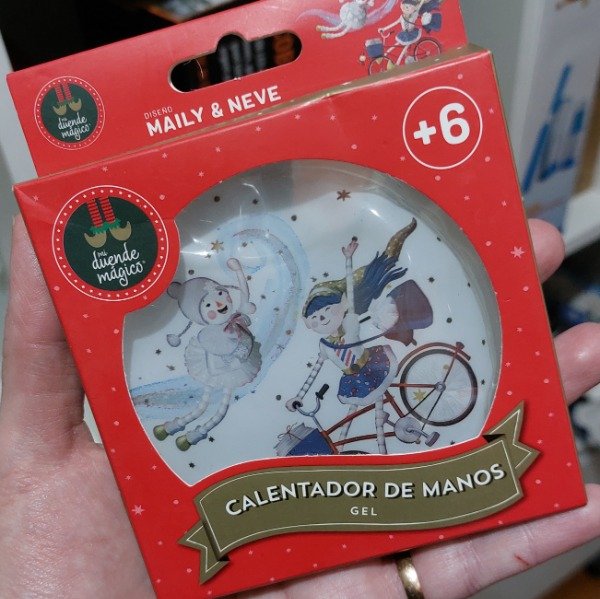 mi
duende
mágico
DISEÑO
MAILY & NEVE
+6
mi
duende
mágico
CALENTADOR DE MANOS
GEL